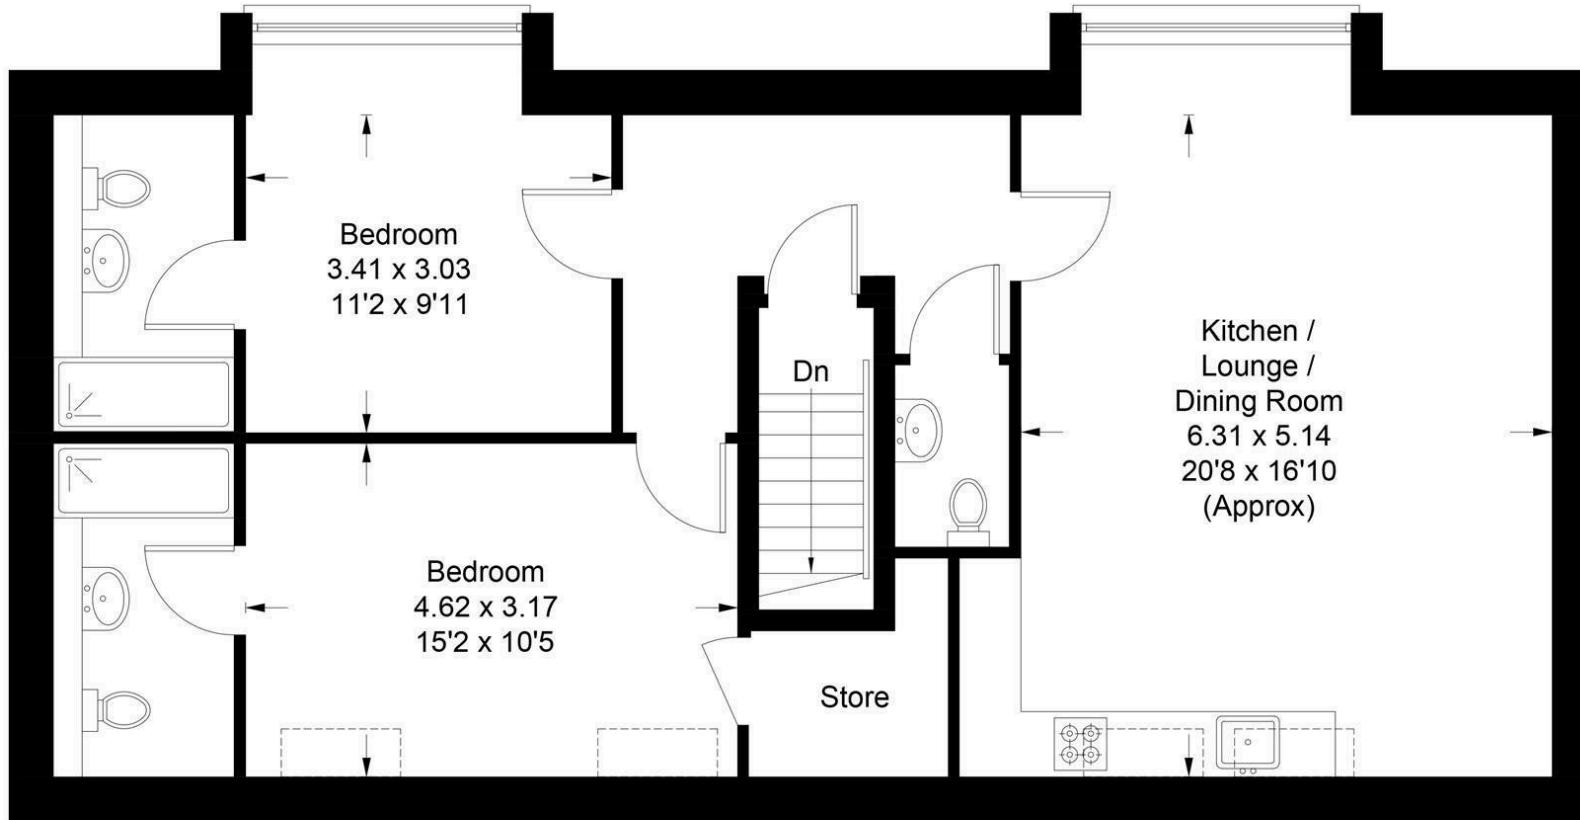 Bedroom
3.41 x 3.03
11'2 x 9'11
Dn
Kitchen /
Lounge /
Dining Room
6.31 x 5.14
20'8 x 16'10
(Approx)
Bedroom
4.62 x 3.17
15'2 x 10'5
Store